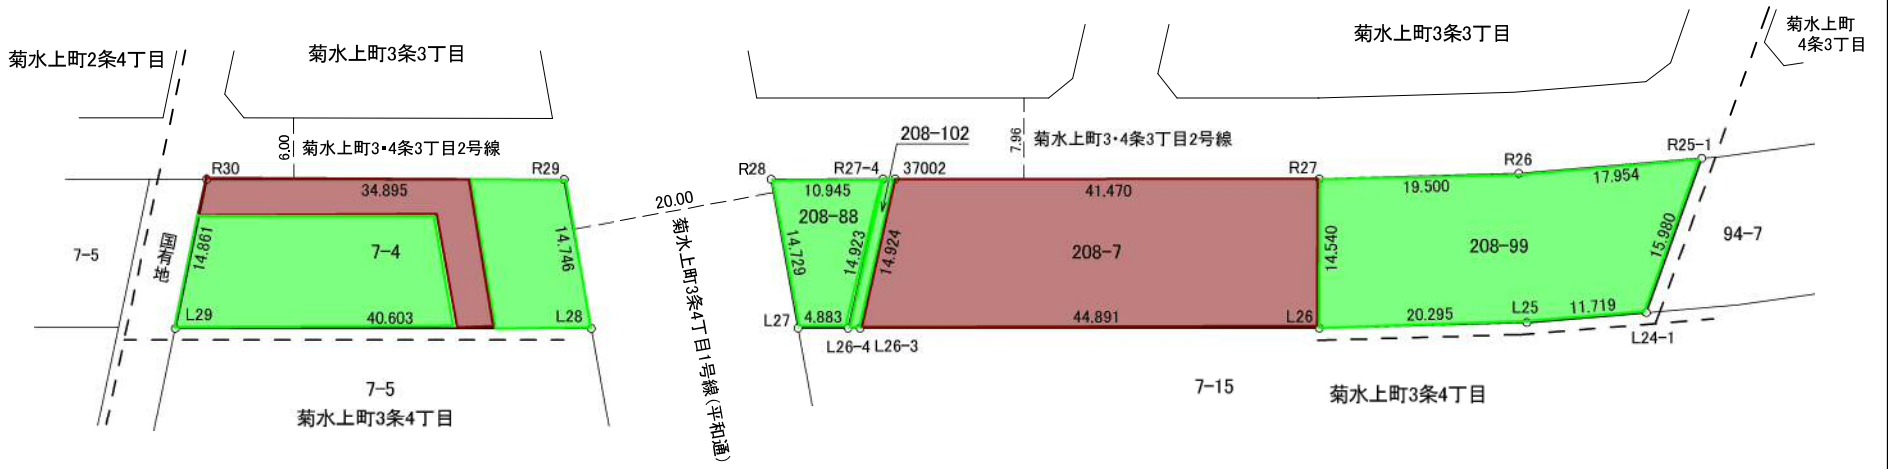 菊水上町2条4丁目
菊水上町3条3丁目
菊水上町3条3丁目
菊水上町
4条3丁目
6.00
菊水上町3・4条3丁目2号線
208-102
7.96
菊水上町3・4条3丁目2号線
R30
R29
R28
R27-4
37002
R27
R26
R25-1
34.895
20.00
10.945
41.470
19.500
17.954
7-5
国有地
14.861
7-4
14.746
菊水上町3条4丁目1号線(平和通)
14.729
208-88
14.923
14.924
208-7
14.540
208-99
15.980
94-7
L29
40.603
L28
L27
4.883
44.891
L26
20.295
L25
11.719
L26-4
L26-3
L24-1
7-5
菊水上町3条4丁目
7-15
菊水上町3条4丁目